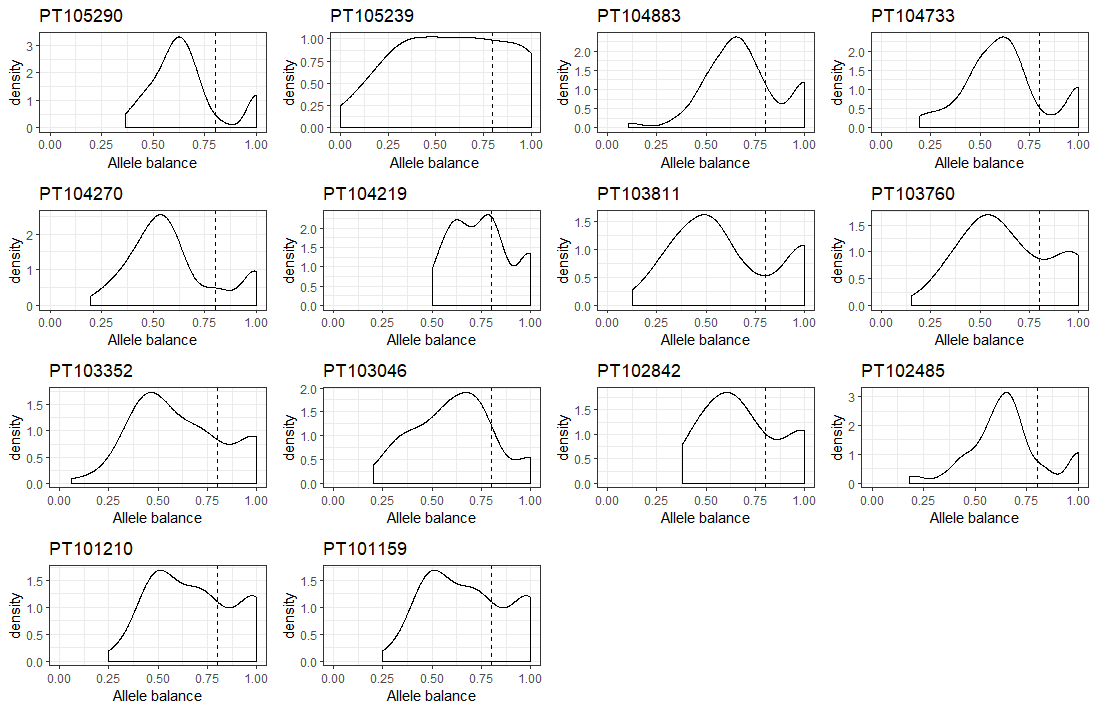 PT105290
PT105239
PT104883
PT104733
density
3
2
1
0
0.00 0.25 0.50 0.75 1.00
Allele balance
density
1.00
0.75
0.50
0.25
0.00
0.00 0.25 0.50 0.75 1.00
Allele balance
density
2.0
1.5
1.0
0.5
0.0
0.00 0.25 0.50 0.75 1.00
Allele balance
density
2.0
1.5
1.0
0.5
0.0
0.00 0.25 0.50 0.75 1.00
Allele balance
PT104270
PT104219
PT103811
PT103760
density
2
1
0
0.00 0.25 0.50 0.75 1.00
Allele balance
density
2.0
1.5
1.0
0.5
0.0
0.00 0.25 0.50 0.75 1.00
Allele balance
density
1.5
1.0
0.5
0.0
0.00 0.25 0.50 0.75 1.00
Allele balance
density
1.5
1.0
0.5
0.0
0.00 0.25 0.50 0.75 1.00
Allele balance
PT103352
PT103046
PT102842
PT102485
density
1.5
1.0
0.5
0.0
0.00 0.25 0.50 0.75 1.00
Allele balance
density
2.0
1.5
1.0
0.5
0.0
0.00 0.25 0.50 0.75 1.00
Allele balance
density
1.5
1.0
0.5
0.0
0.00 0.25 0.50 0.75 1.00
Allele balance
density
3
2
1
0
0.00 0.25 0.50 0.75 1.00
Allele balance
PT101210
PT101159
density
1.5
1.0
0.5
0.0
0.00 0.25 0.50 0.75 1.00
Allele balance
density
1.5
1.0
0.5
0.0
0.00 0.25 0.50 0.75 1.00
Allele balance